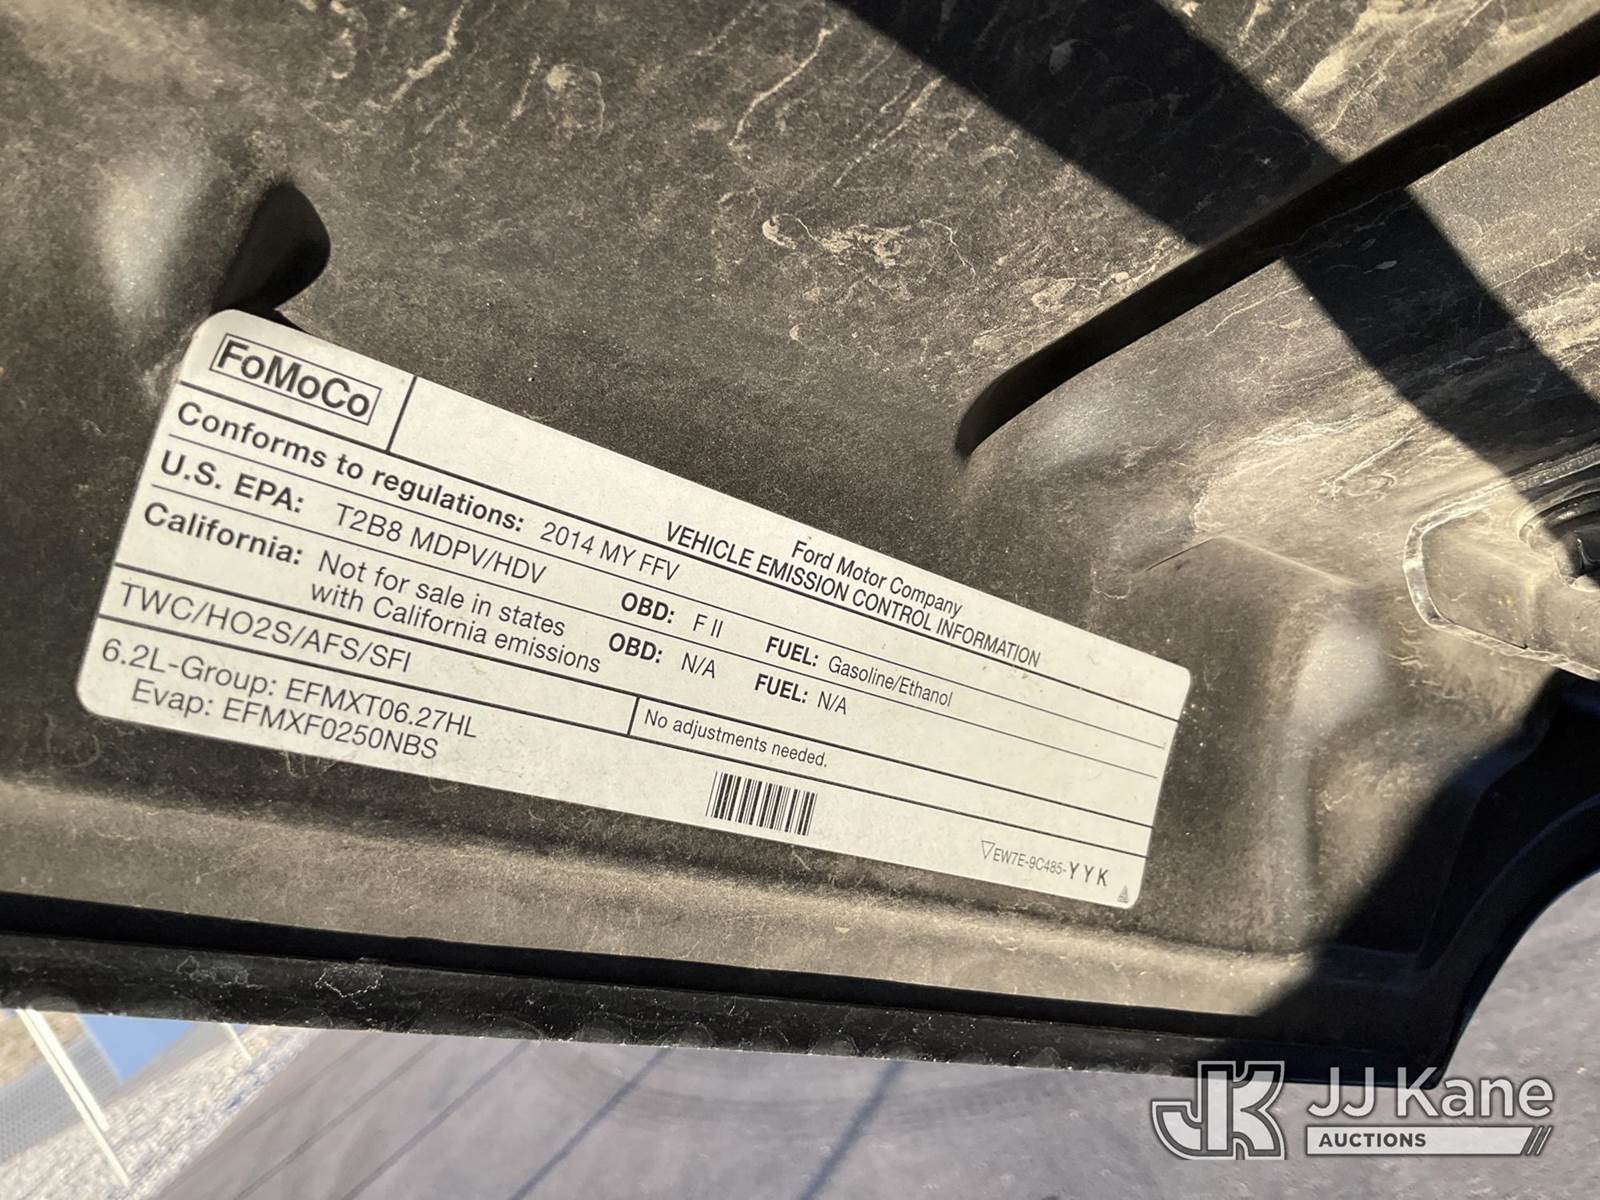 FoMoCo
Ford Motor Company
VEHICLE EMISSION CONTROL INFORMATION
Conforms to regulations: 2014 MY FFV
U.S. EPA: T2B8 MDPV/HDV OBD: F II FUEL: Gasoline/Ethanol
California: Not for sale in states with California emissions OBD: N/A FUEL: N/A
TWC/HO2S/AFS/SFI
No adjustments needed.
6.2L-Group: EFMXT06.27HL
Evap: EFMXF0250NBS
EW7E-9C485-YYK
JK JJ Kane
AUCTIONS